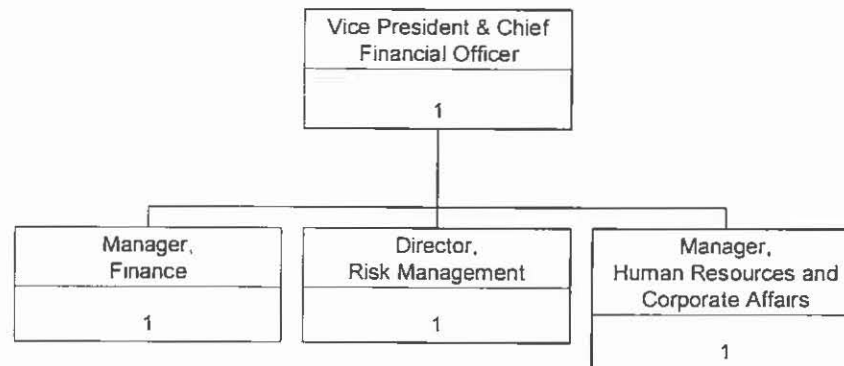 Vice President & Chief
Financial Officer
1
Manager,
Finance
1
Director,
Risk Management
1
Manager,
Human Resources and
Corporate Affairs
1